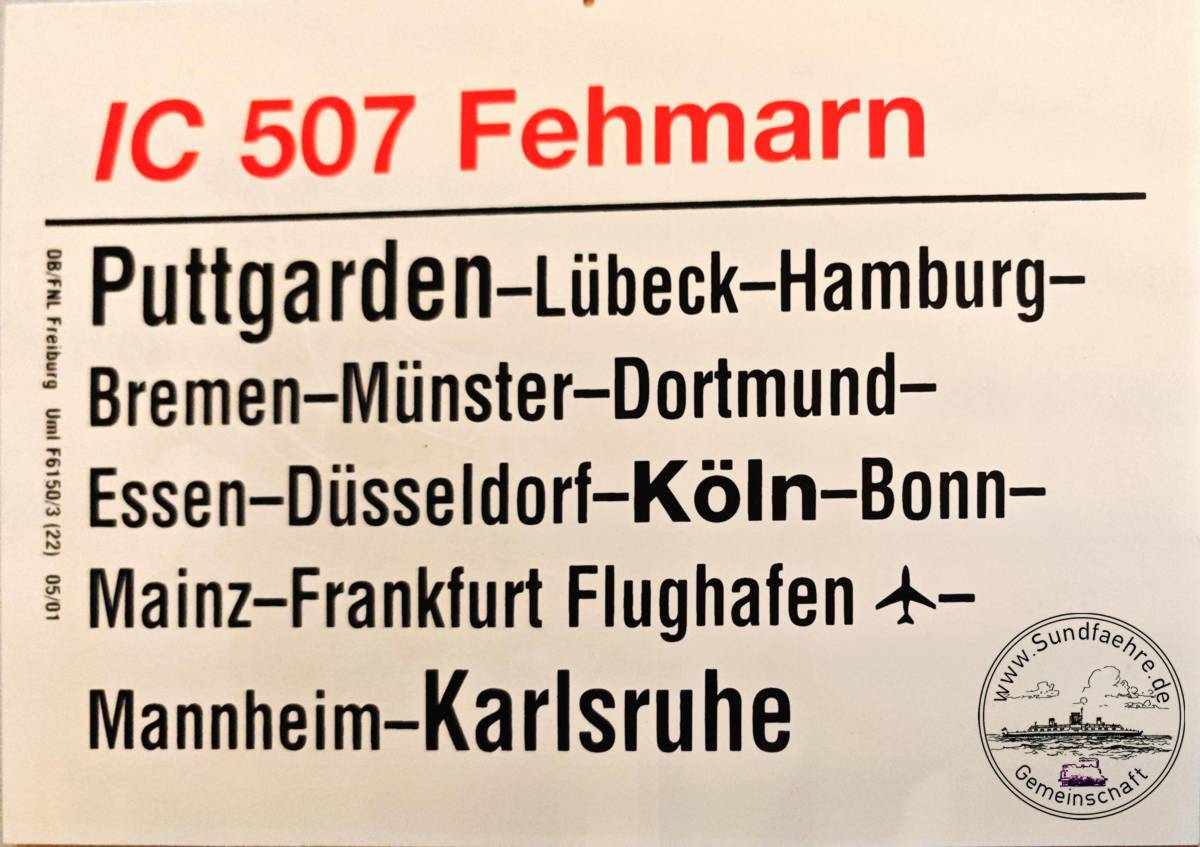 IC 507 Fehmarn
DB/FNL Freiburg Uml F6150/3 (22) 05/01
Puttgarden–Lübeck–Hamburg–
Bremen–Münster–Dortmund–
Essen–Düsseldorf–Köln–Bonn–
Mainz–Frankfurt Flughafen –
Mannheim–Karlsruhe
www.Sundfaehre.de
Gemeinschaft